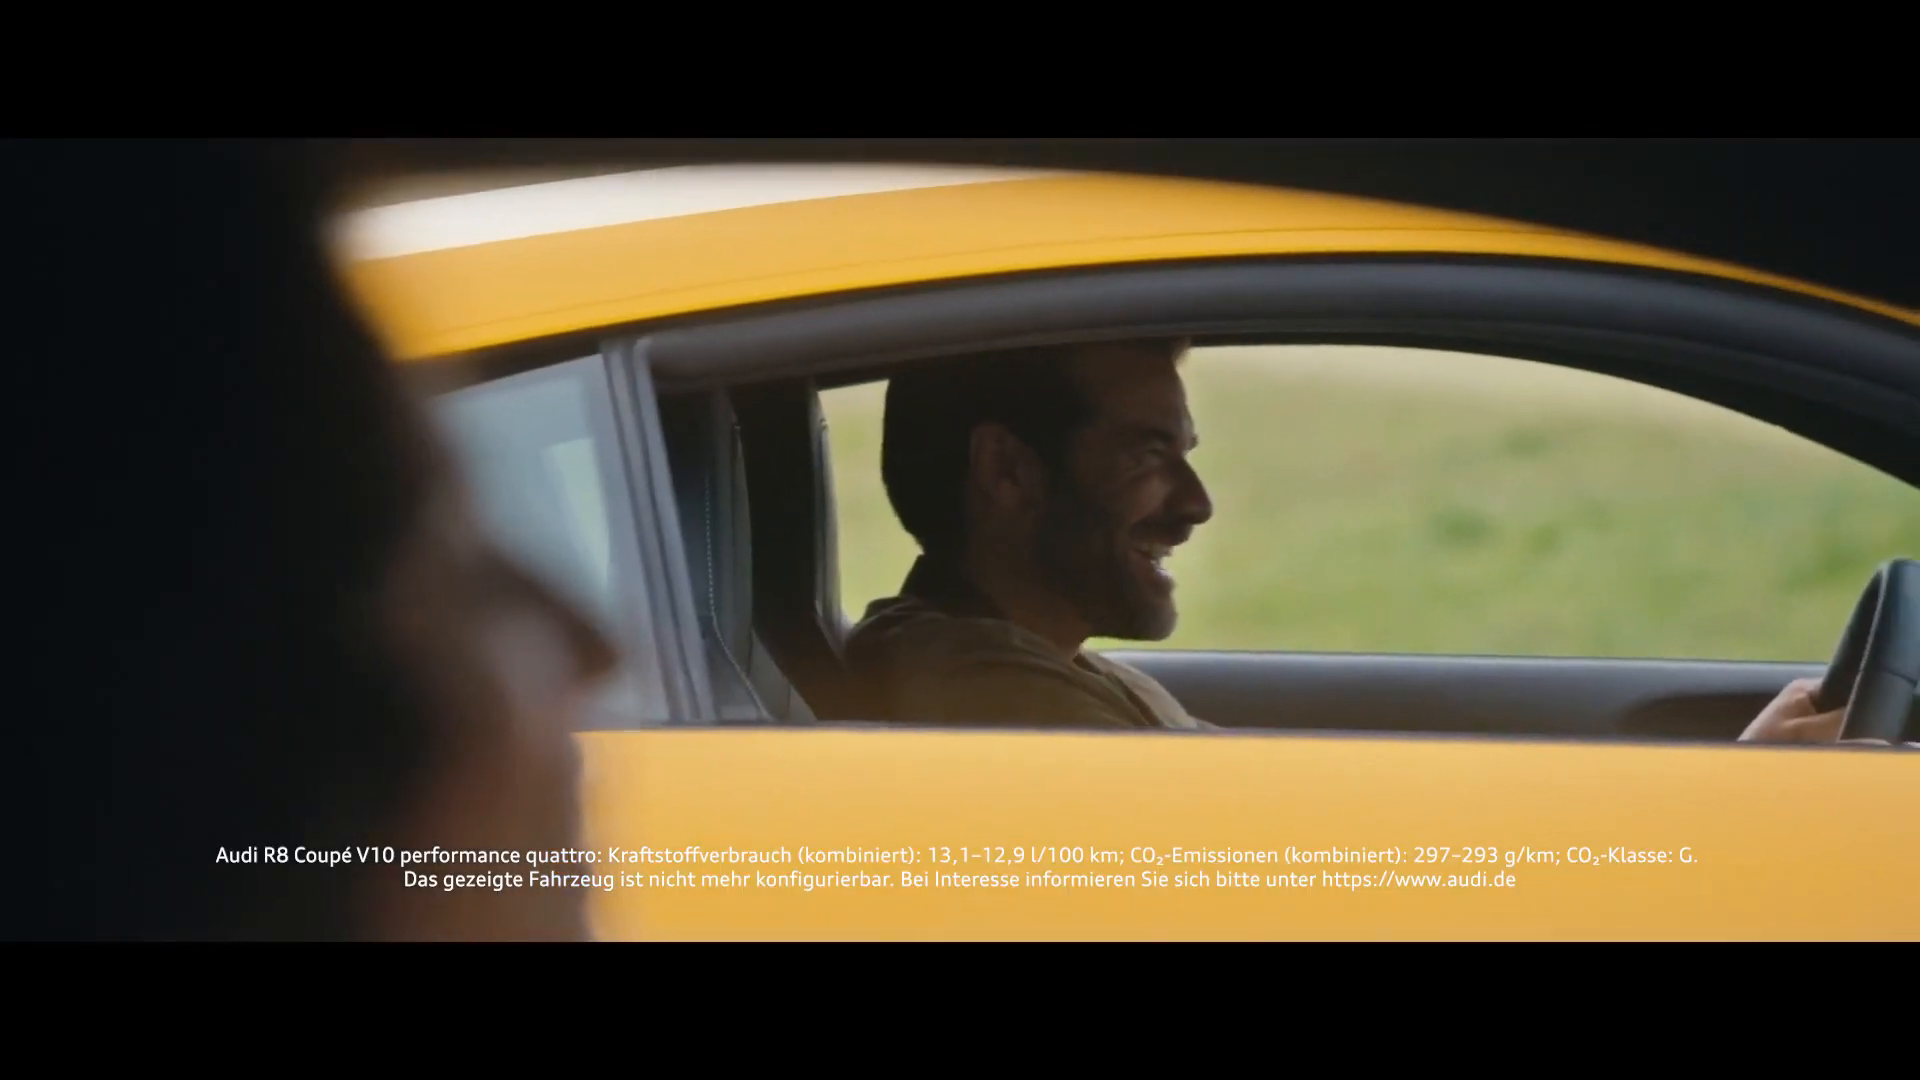 Audi R8 Coupé V10 performance quattro: Kraftstoffverbrauch (kombiniert): 13,1–12,9 l/100 km; CO₂-Emissionen (kombiniert): 297–293 g/km; CO₂-Klasse: G.
Das gezeigte Fahrzeug ist nicht mehr konfigurierbar. Bei Interesse informieren Sie sich bitte unter https://www.audi.de